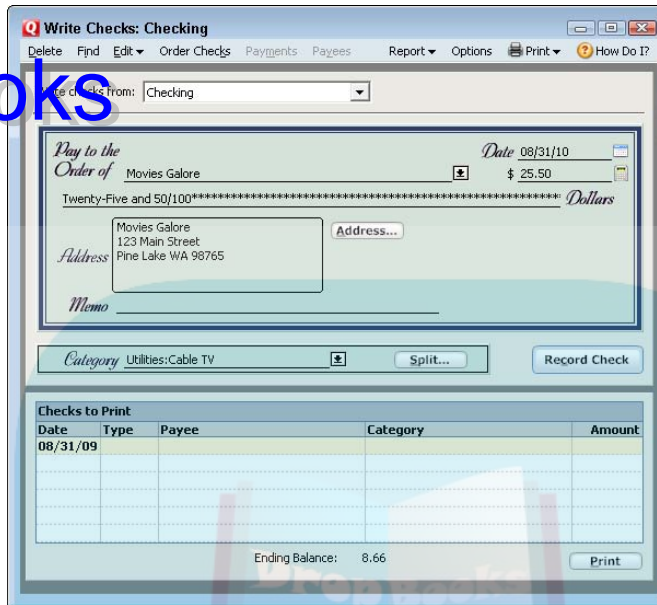 Write Checks: Checking
Delete Find Edit Order Checks Payments Payees Report Options Print How Do I?
oks
checks from: Checking
Pay to the
Order of Movies Galore
Date 08/31/10
$ 25.50
Twenty-Five and 50/100************************************************************************ Dollars
Address
Movies Galore
123 Main Street
Pine Lake WA 98765
Address...
Memo
Category Utilities:Cable TV Split... Record Check
Checks to Print
Date Type Payee Category Amount
08/31/09
Ending Balance: 8.66 Print
Drop Books